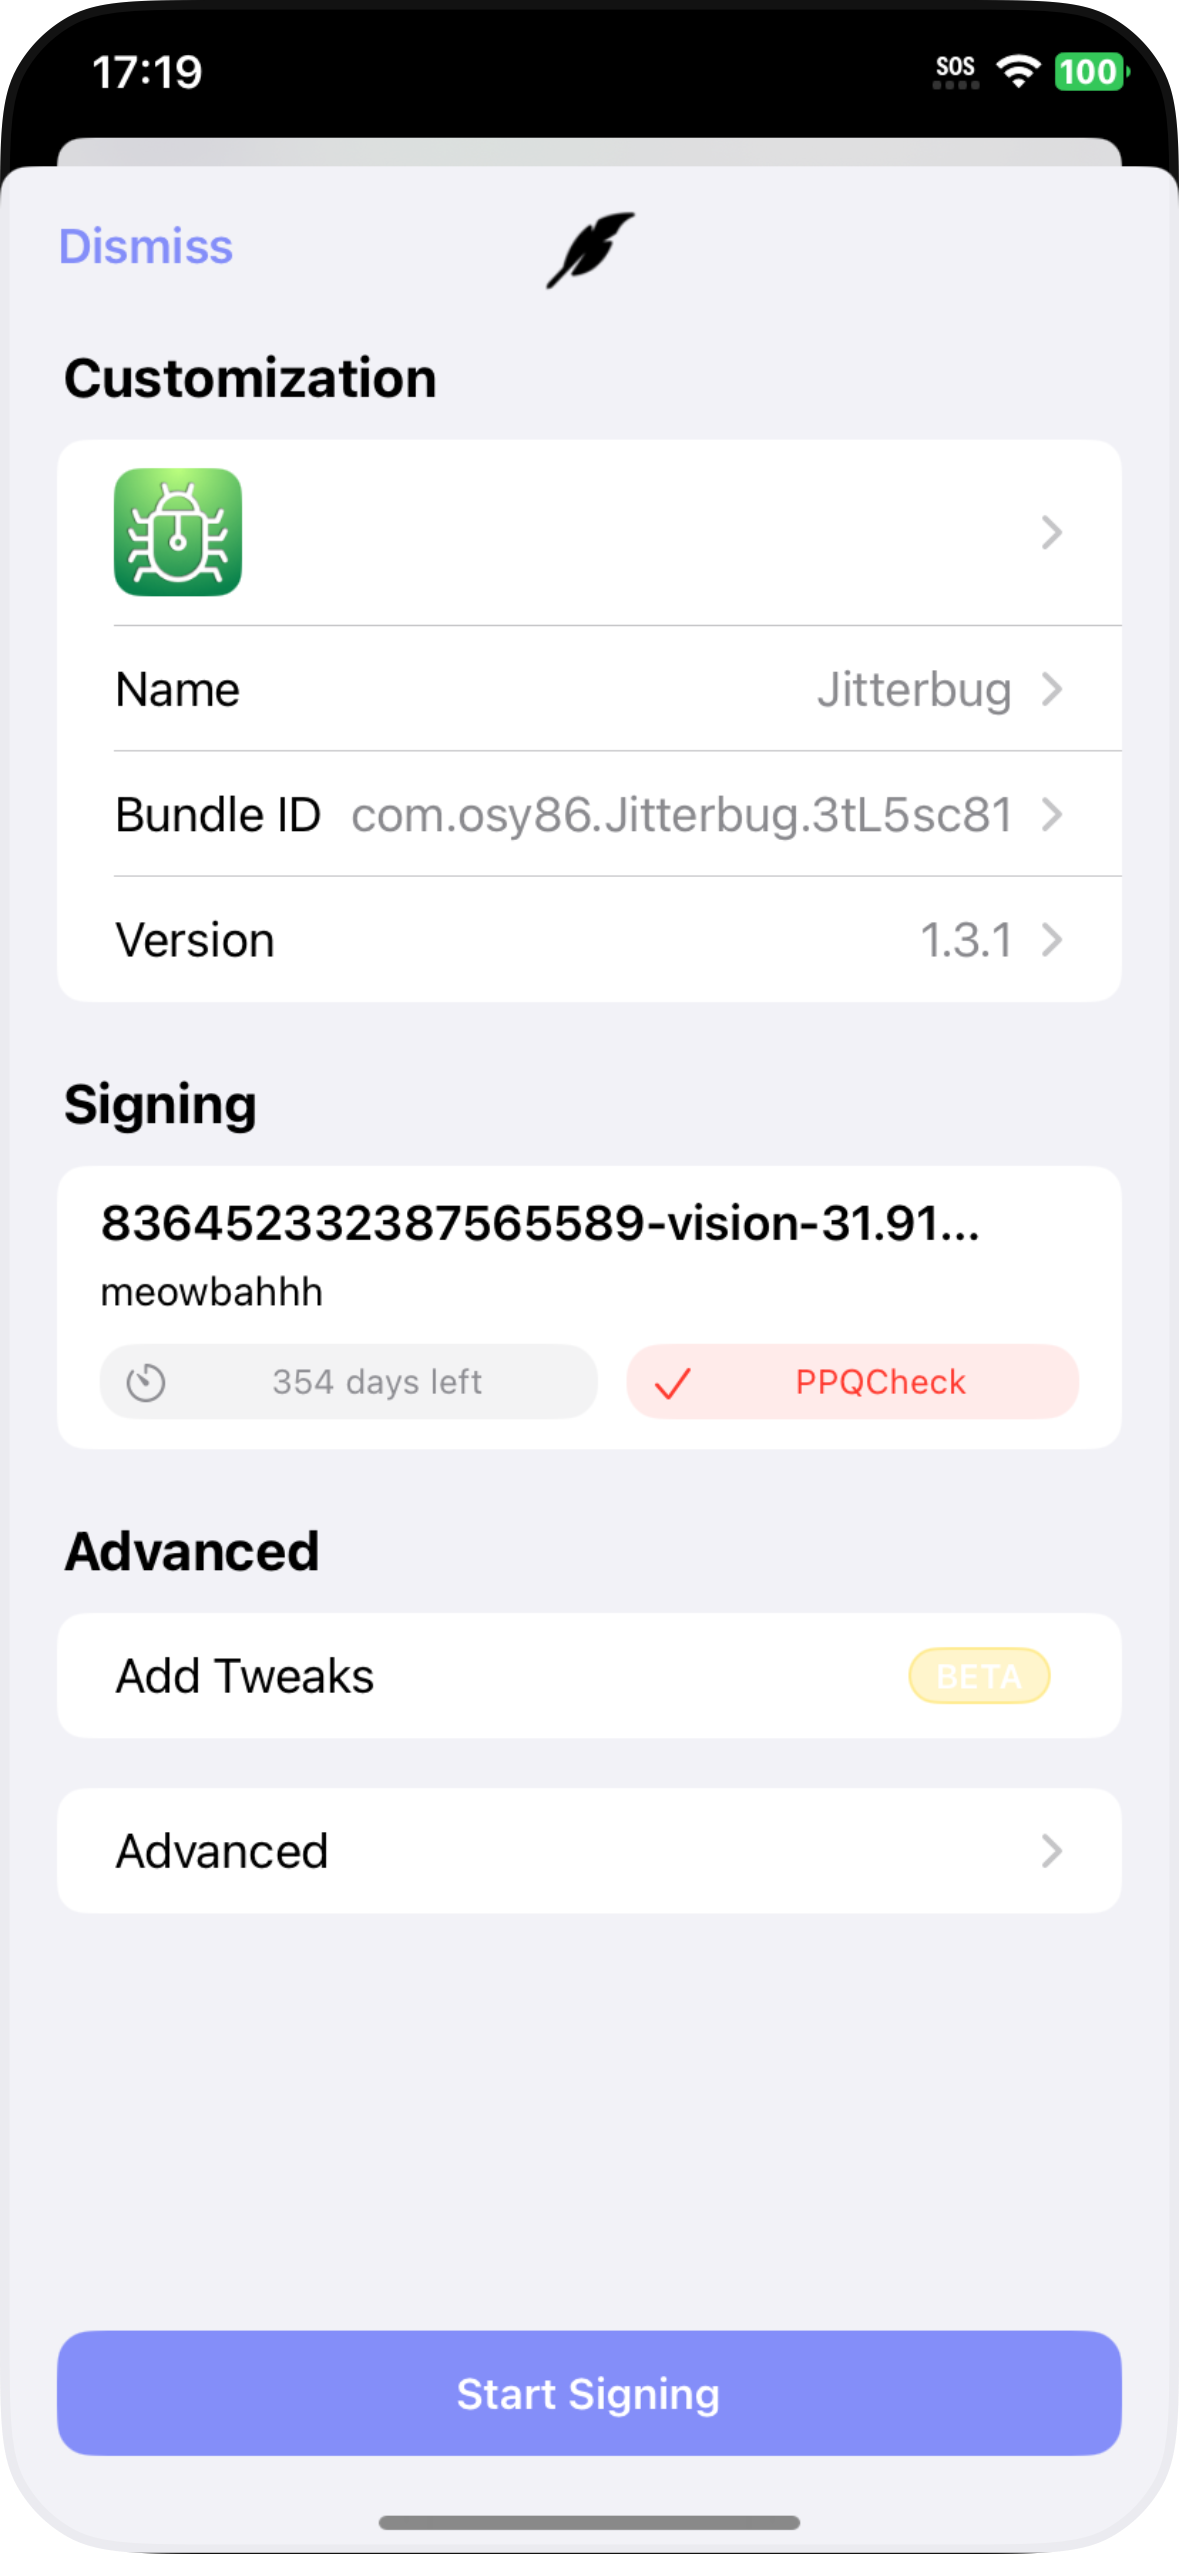 17:19
SOS
100
Dismiss
Customization
Name
Jitterbug
Bundle ID
com.osy86.Jitterbug.3tL5sc81
Version
1.3.1
Signing
836452332387565589-vision-31.91...
meowbahhh
354 days left
PPQCheck
Advanced
Add Tweaks
BETA
Advanced
Start Signing